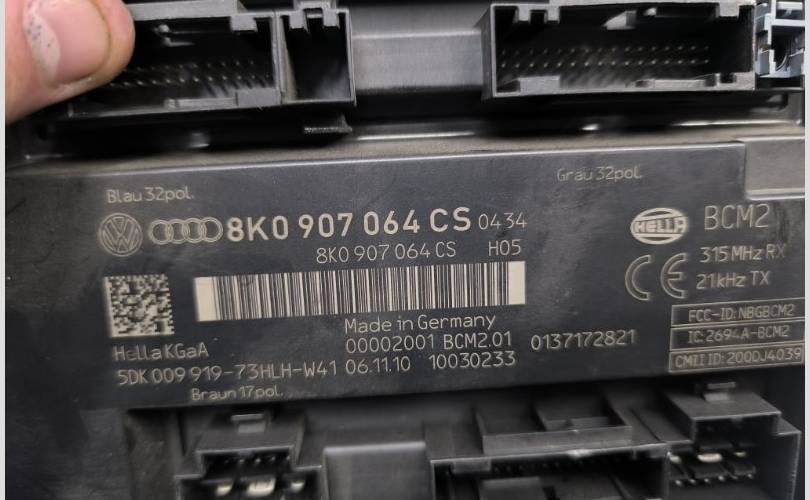 Blau 32pol.
Grau 32pol.
8K0 907 064 CS 0434
HELLA
BCM2
8K0 907 064 CS H05
315 MHz RX
CE 21kHz TX
Made in Germany
FCC-ID: NBGBCM2
Hella KGaA
00002001 BCM2.01 0137172821
IC: 2694A-BCM2
5DK 009 919-73HLH-W41 06.11.10 10030233
CMII ID: 200DJ4039
Braun 17pol.